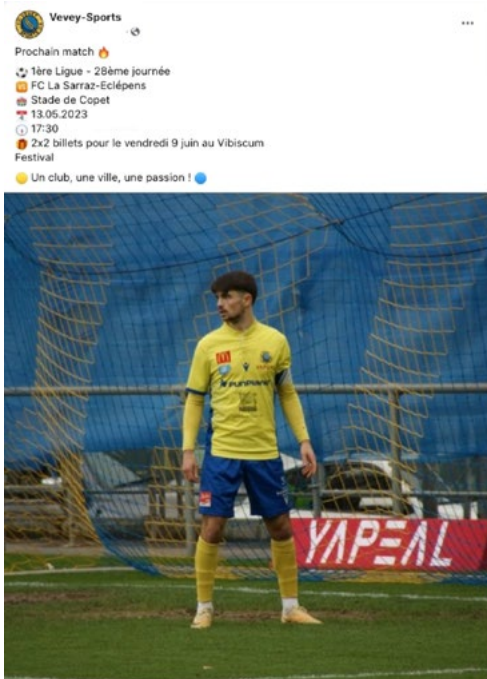 Vevey-Sports
Prochain match 🔥
⚽ 1ère Ligue - 28ème journée
🆚 FC La Sarraz-Eclépens
🏟 Stade de Copet
📆 13.05.2023
🕠 17:30
🎁 2x2 billets pour le vendredi 9 juin au Vibiscum
Festival
🟡 Un club, une ville, une passion ! 🔵
YAPEAL